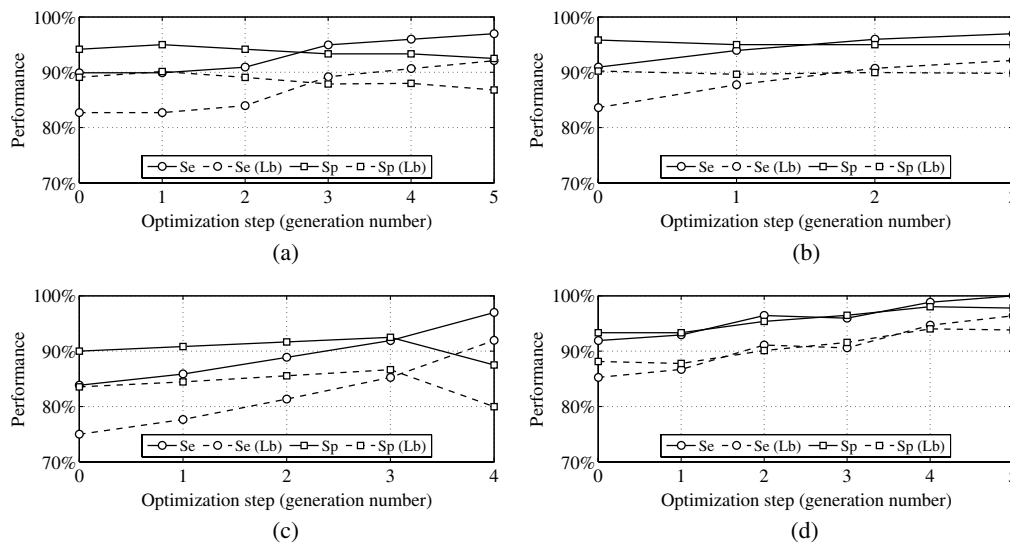 100%
90%
80%
70%
Performance
Se Se (Lb) Sp Sp (Lb)
0 1 2 3 4 5
Optimization step (generation number)
(a)
100%
90%
80%
70%
Performance
Se Se (Lb) Sp Sp (Lb)
0 1 2
Optimization step (generation number)
(b)
100%
90%
80%
70%
Performance
Se Se (Lb) Sp Sp (Lb)
0 1 2 3 4
Optimization step (generation number)
(c)
100%
90%
80%
70%
Performance
Se Se (Lb) Sp Sp (Lb)
0 1 2 3 4
Optimization step (generation number)
(d)